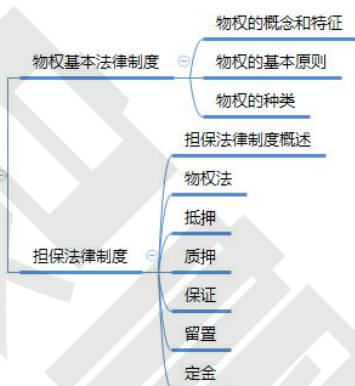 物权的概念和特征
物权基本法律制度
物权的基本原则
物权的种类
担保法律制度概述
物权法
抵押
担保法律制度
质押
保证
留置
定金